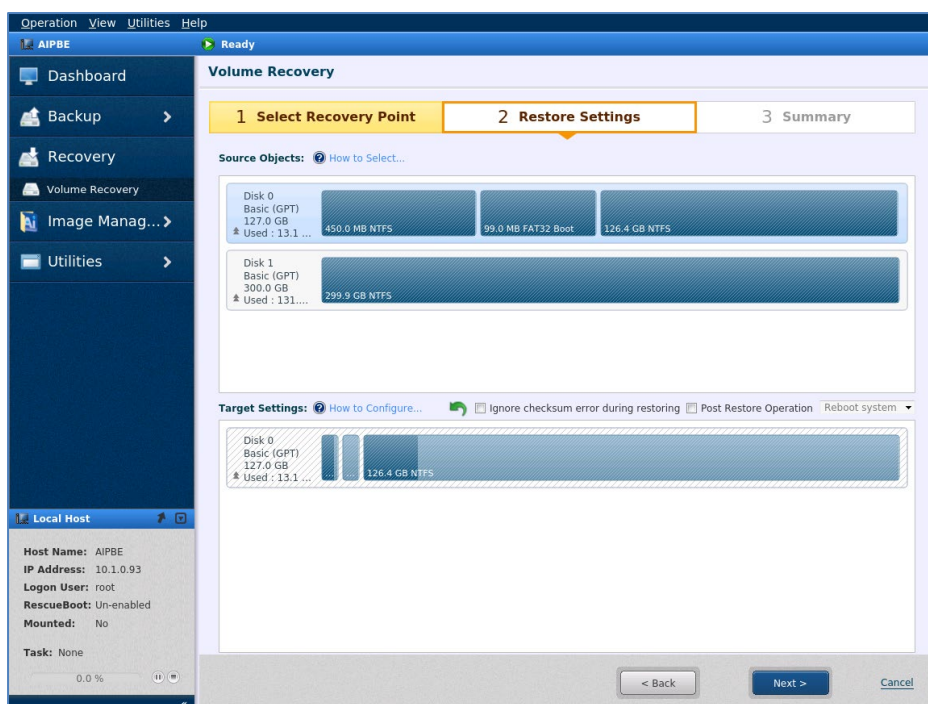 Operation View Utilities Help
AIPBE
Ready
Dashboard
Backup
Recovery
Volume Recovery
Image Manag...
Utilities
Volume Recovery
1 Select Recovery Point
2 Restore Settings
3 Summary
Source Objects: How to Select...
Disk 0
Basic (GPT)
127.0 GB
Used : 13.1 ...
450.0 MB NTFS
99.0 MB FAT32 Boot
126.4 GB NTFS
Disk 1
Basic (GPT)
300.0 GB
Used : 131....
299.9 GB NTFS
Target Settings: How to Configure... Ignore checksum error during restoring Post Restore Operation Reboot system
Disk 0
Basic (GPT)
127.0 GB
Used : 13.1 ...
...
...
126.4 GB NTFS
Local Host
Host Name: AIPBE
IP Address: 10.1.0.93
Logon User: root
RescueBoot: Un-enabled
Mounted: No
Task: None
0.0 %
< Back
Next >
Cancel